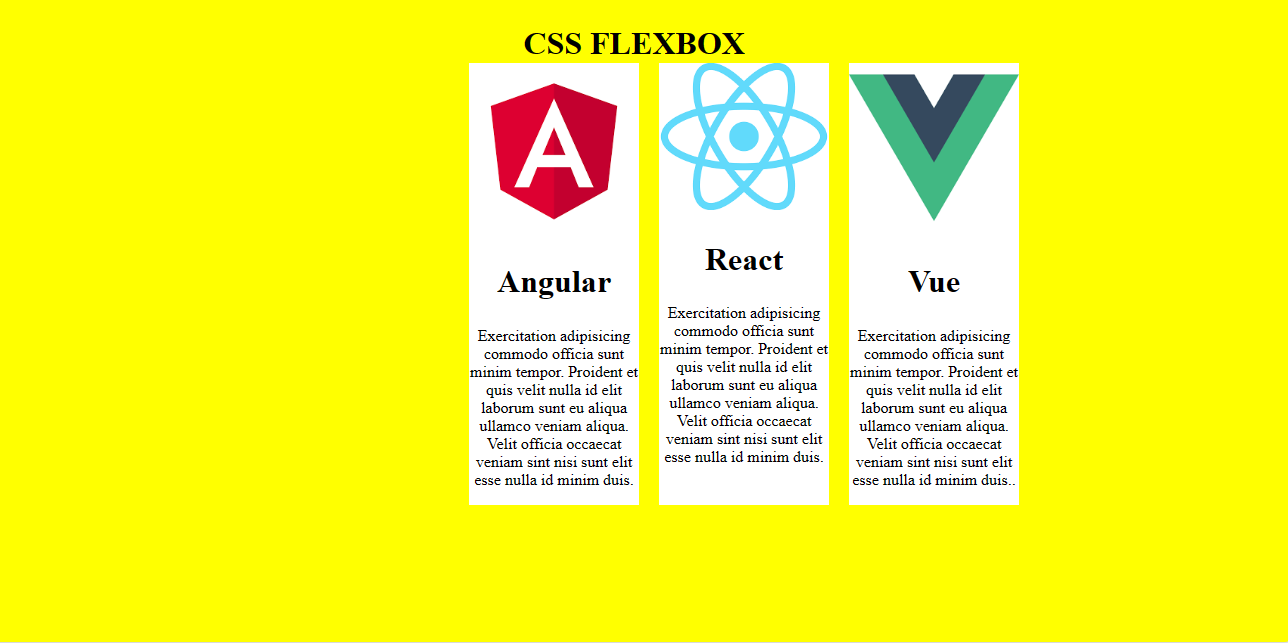 CSS FLEXBOX
A
Angular
Exercitation adipisicing
commodo officia sunt
minim tempor. Proident et
quis velit nulla id elit
laborum sunt eu aliqua
ullamco veniam aliqua.
Velit officia occaecat
veniam sint nisi sunt elit
esse nulla id minim duis.
React
Exercitation adipisicing
commodo officia sunt
minim tempor. Proident et
quis velit nulla id elit
laborum sunt eu aliqua
ullamco veniam aliqua.
Velit officia occaecat
veniam sint nisi sunt elit
esse nulla id minim duis.
Vue
Exercitation adipisicing
commodo officia sunt
minim tempor. Proident et
quis velit nulla id elit
laborum sunt eu aliqua
ullamco veniam aliqua.
Velit officia occaecat
veniam sint nisi sunt elit
esse nulla id minim duis..